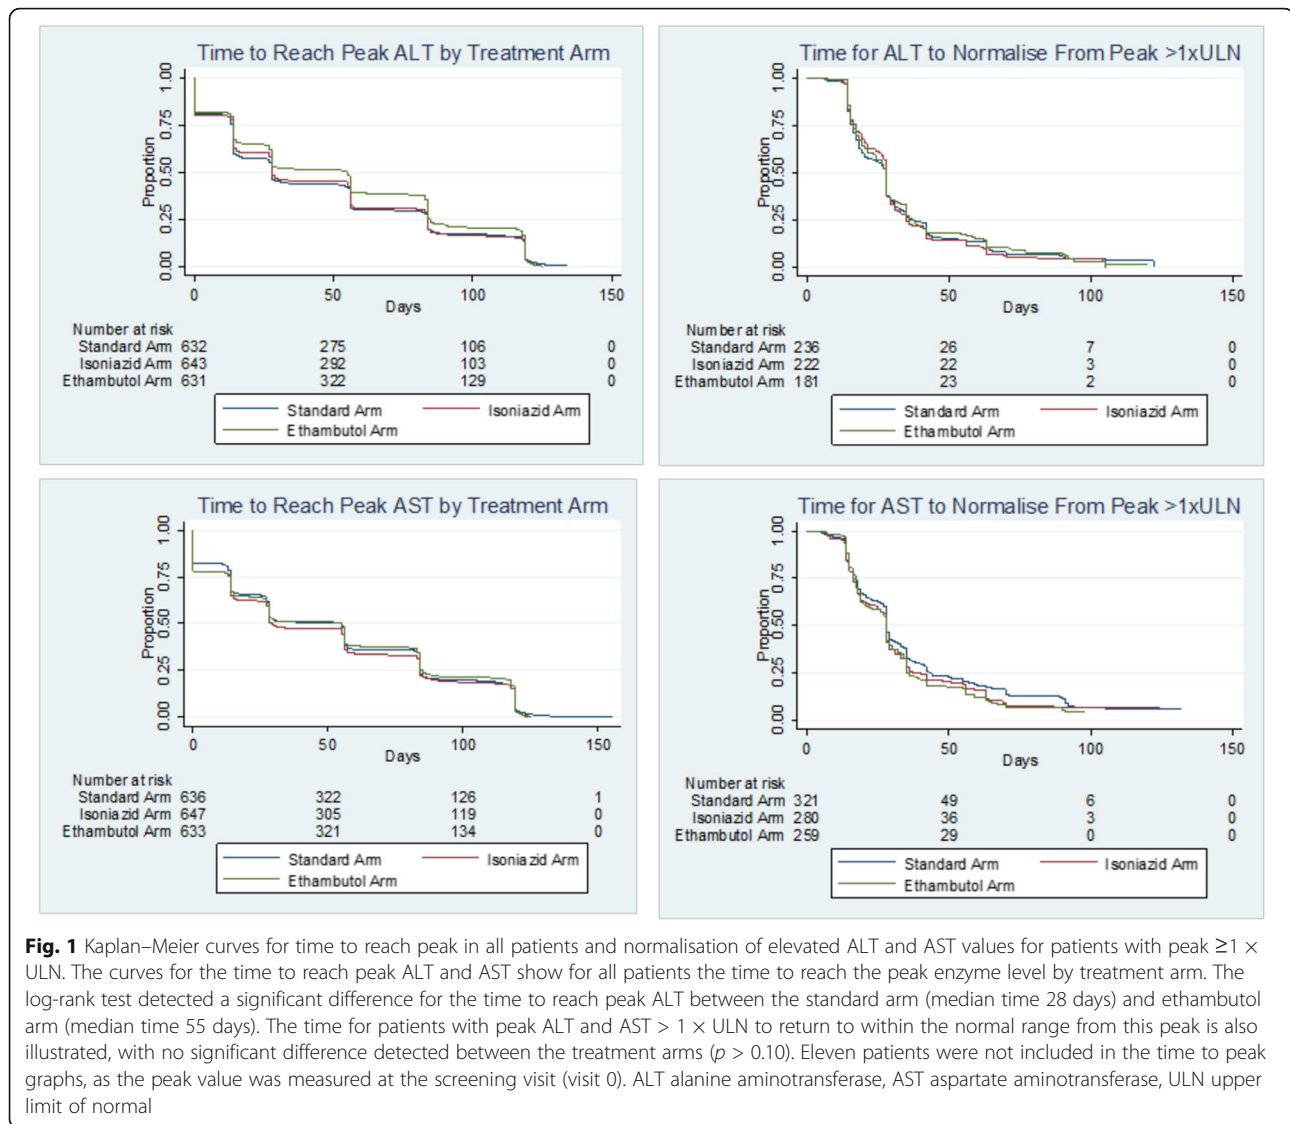 Time to Reach Peak ALT by Treatment Arm
Proportion
1.00
0.75
0.50
0.25
0.00
0 50 100 150
Days
Number at risk
Standard Arm 632 275 106 0
Isoniazid Arm 643 292 103 0
Ethambutol Arm 631 322 129 0
Standard Arm Isoniazid Arm
Ethambutol Arm
Time for ALT to Normalise From Peak >1xULN
Proportion
1.00
0.75
0.50
0.25
0.00
0 50 100 150
Days
Number at risk
Standard Arm 236 26 7 0
Isoniazid Arm 222 22 3 0
Ethambutol Arm 181 23 2 0
Standard Arm Isoniazid Arm
Ethambutol Arm
Time to Reach Peak AST by Treatment Arm
Proportion
1.00
0.75
0.50
0.25
0.00
0 50 100 150
Days
Number at risk
Standard Arm 636 322 126 1
Isoniazid Arm 647 305 119 0
Ethambutol Arm 633 321 134 0
Standard Arm Isoniazid Arm
Ethambutol Arm
Time for AST to Normalise From Peak >1xULN
Proportion
1.00
0.75
0.50
0.25
0.00
0 50 100 150
Days
Number at risk
Standard Arm 321 49 6 0
Isoniazid Arm 280 36 3 0
Ethambutol Arm 259 29 0 0
Standard Arm Isoniazid Arm
Ethambutol Arm
Fig. 1 Kaplan–Meier curves for time to reach peak in all patients and normalisation of elevated ALT and AST values for patients with peak ≥1 ×
ULN. The curves for the time to reach peak ALT and AST show for all patients the time to reach the peak enzyme level by treatment arm. The
log-rank test detected a significant difference for the time to reach peak ALT between the standard arm (median time 28 days) and ethambutol
arm (median time 55 days). The time for patients with peak ALT and AST > 1 × ULN to return to within the normal range from this peak is also
illustrated, with no significant difference detected between the treatment arms (p > 0.10). Eleven patients were not included in the time to peak
graphs, as the peak value was measured at the screening visit (visit 0). ALT alanine aminotransferase, AST aspartate aminotransferase, ULN upper
limit of normal